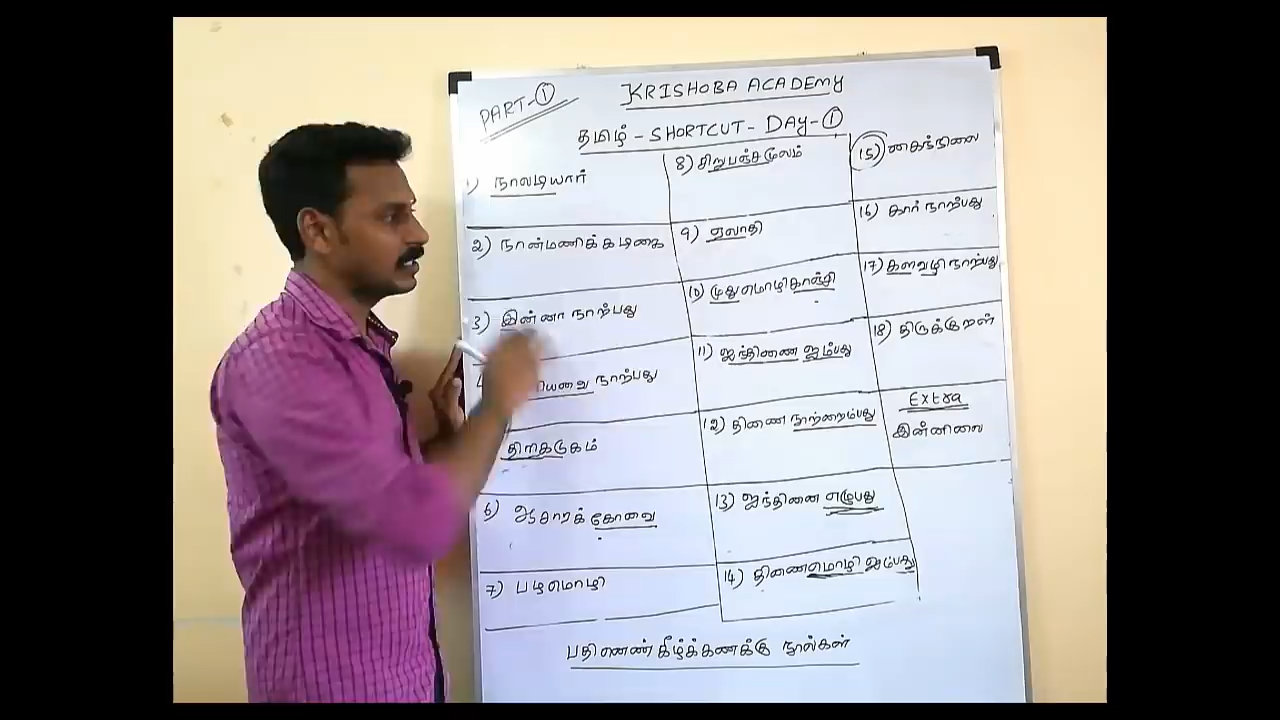 PART-①
KRISHOBA ACADEMY
தமிழ் - SHORTCUT - DAY-①
1) நாலடியார்
2) நான்மணிக்கடிகை
3) இன்னா நாற்பது
நாற்பது
திரிகடுகம்
6) ஆசாரக் கோவை
7) பழமொழி
8) சிறுபஞ்சமூலம்
9) ஏலாதி
10) முதுமொழிகாஞ்சி
11) ஐந்திணை ஐம்பது
12) திணை நூற்றைம்பது
13) ஐந்தினை எழுபது
14) திணைமொழி ஐம்பது
15) கைந்நிலை
16) கார் நாற்பது
17) களவழி நாற்பது
18) திருக்குறள்
Extra
இன்னிலை
பதினெண் கீழ்க்கணக்கு நூல்கள்